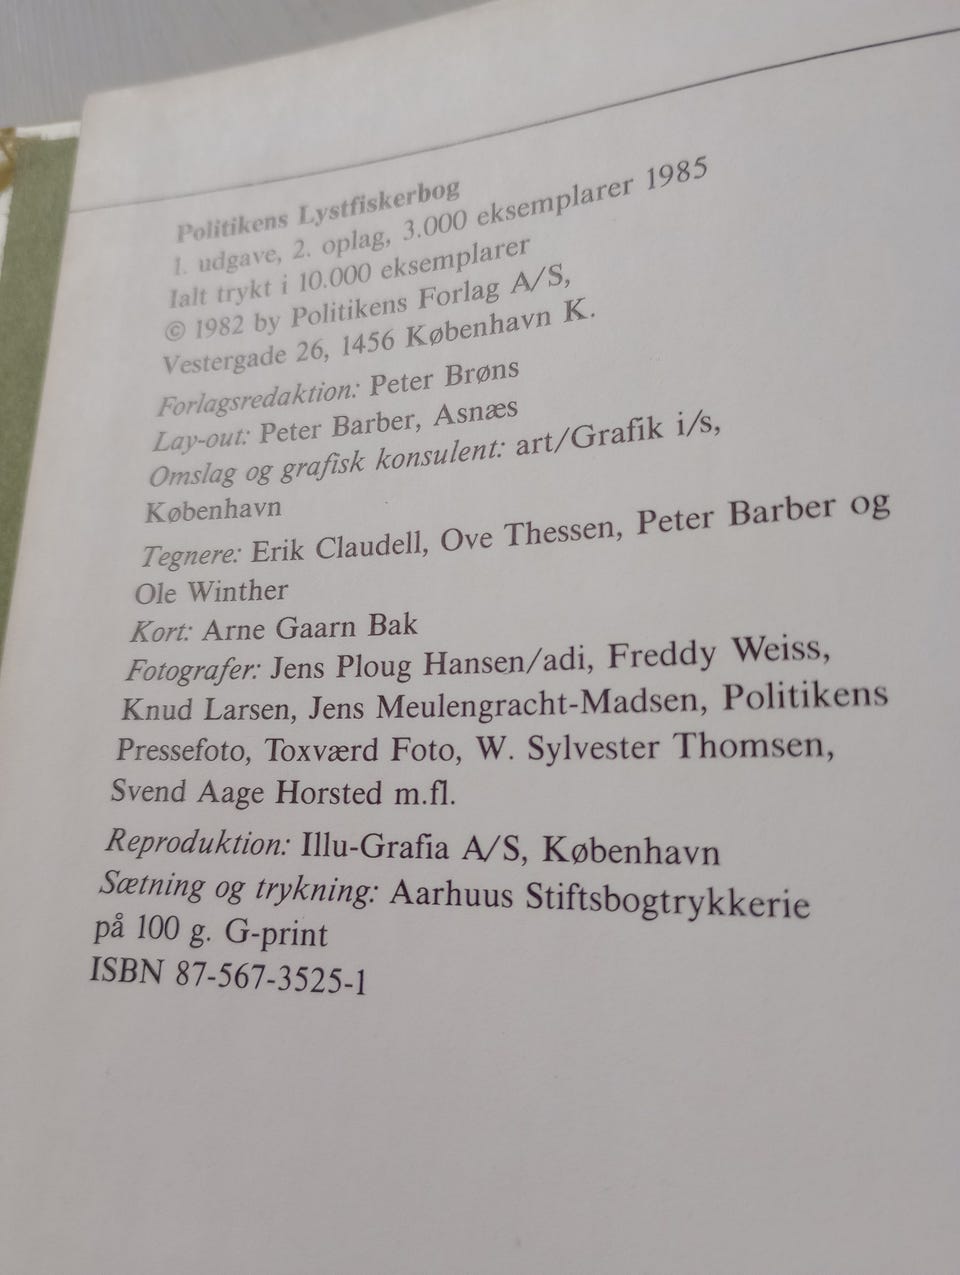 Politikens Lystfiskerbog
1. udgave, 2. oplag, 3.000 eksemplarer 1985
Ialt trykt i 10.000 eksemplarer
© 1982 by Politikens Forlag A/S,
Vestergade 26, 1456 København K.
Forlagsredaktion: Peter Brøns
Lay-out: Peter Barber, Asnæs
Omslag og grafisk konsulent: art/Grafik i/s,
København
Tegnere: Erik Claudell, Ove Thessen, Peter Barber og
Ole Winther
Kort: Arne Gaarn Bak
Fotografer: Jens Ploug Hansen/adi, Freddy Weiss,
Knud Larsen, Jens Meulengracht-Madsen, Politikens
Pressefoto, Toxværd Foto, W. Sylvester Thomsen,
Svend Aage Horsted m.fl.
Reproduktion: Illu-Grafia A/S, København
Sætning og trykning: Aarhuus Stiftsbogtrykkerie
på 100 g. G-print
ISBN 87-567-3525-1